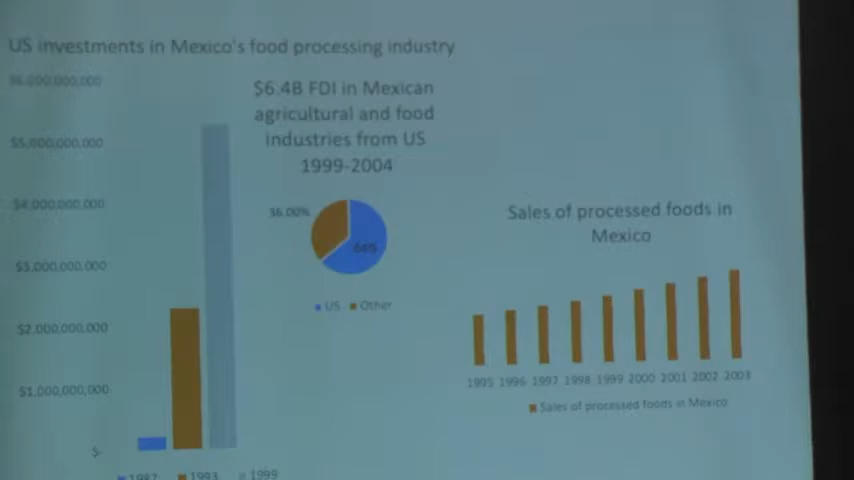 US investments in Mexico's food processing industry
$6,000,000,000
$5,000,000,000
$4,000,000,000
$3,000,000,000
$2,000,000,000
$1,000,000,000
$-
1987 1993 1999
$6.4B FDI in Mexican
agricultural and food
industries from US
1999-2004
36.00%
64%
US Other
Sales of processed foods in
Mexico
1995 1996 1997 1998 1999 2000 2001 2002 2003
Sales of processed foods in Mexico